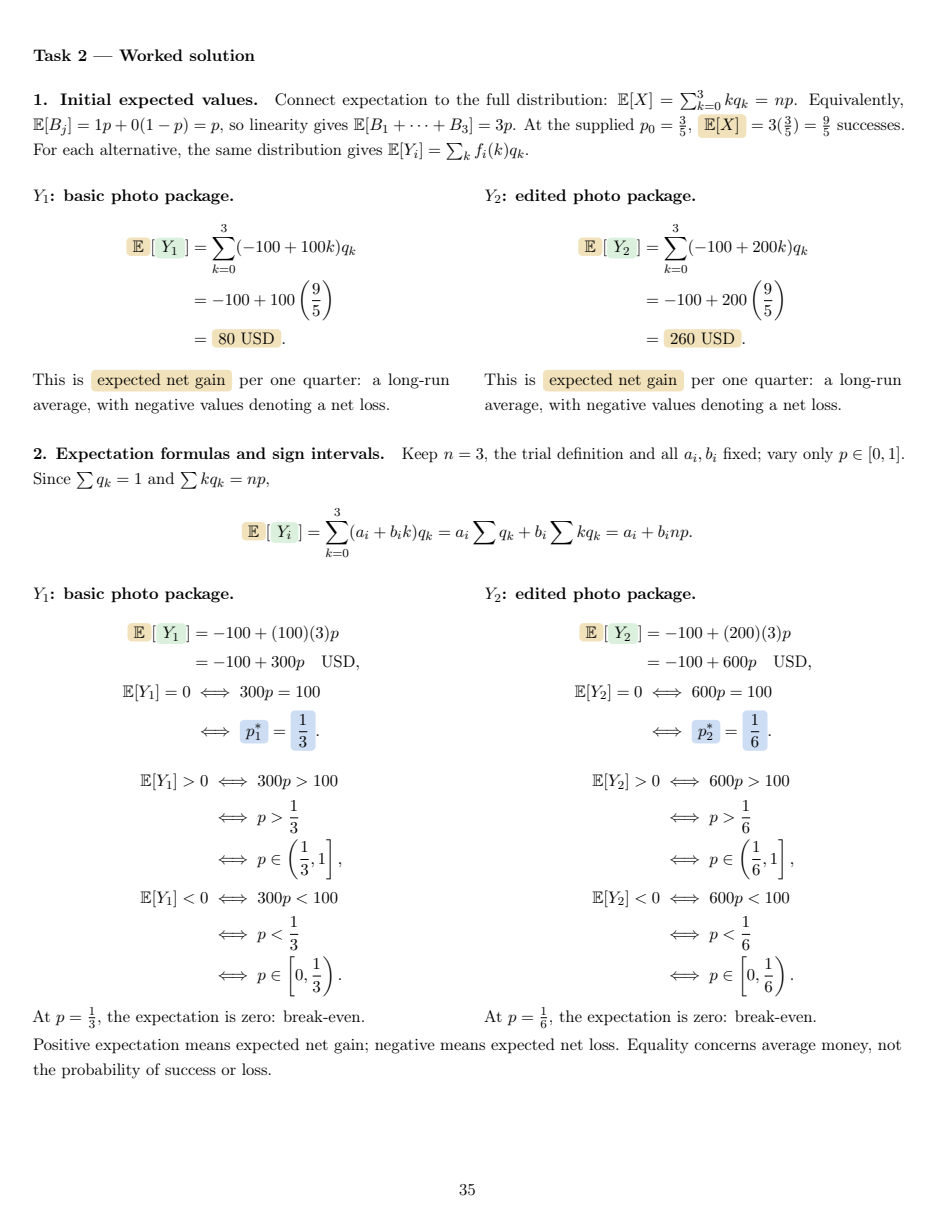 Task 2 — Worked solution
1. Initial expected values. Connect expectation to the full distribution: 𝔼[X] = ∑³ₖ₌₀ kqₖ = np. Equivalently,
𝔼[Bⱼ] = 1p + 0(1 − p) = p, so linearity gives 𝔼[B₁ + ⋯ + B₃] = 3p. At the supplied p₀ = 3/5, 𝔼[X] = 3(3/5) = 9/5 successes.
For each alternative, the same distribution gives 𝔼[Yᵢ] = ∑ₖ fᵢ(k)qₖ.
Y₁: basic photo package.
𝔼[Y₁] = ∑³ₖ₌₀ (−100 + 100k)qₖ
= −100 + 100 (9/5)
= 80 USD.
This is expected net gain per one quarter: a long-run
average, with negative values denoting a net loss.
Y₂: edited photo package.
𝔼[Y₂] = ∑³ₖ₌₀ (−100 + 200k)qₖ
= −100 + 200 (9/5)
= 260 USD.
This is expected net gain per one quarter: a long-run
average, with negative values denoting a net loss.
2. Expectation formulas and sign intervals. Keep n = 3, the trial definition and all aᵢ, bᵢ fixed; vary only p ∈ [0, 1].
Since ∑ qₖ = 1 and ∑ kqₖ = np,
𝔼[Yᵢ] = ∑³ₖ₌₀ (aᵢ + bᵢk)qₖ = aᵢ ∑ qₖ + bᵢ ∑ kqₖ = aᵢ + bᵢnp.
Y₁: basic photo package.
𝔼[Y₁] = −100 + (100)(3)p
= −100 + 300p USD,
𝔼[Y₁] = 0 ⟺ 300p = 100
⟺ p₁* = 1/3.
𝔼[Y₁] > 0 ⟺ 300p > 100
⟺ p > 1/3
⟺ p ∈ (1/3, 1],
𝔼[Y₁] < 0 ⟺ 300p < 100
⟺ p < 1/3
⟺ p ∈ [0, 1/3).
At p = 1/3, the expectation is zero: break-even.
Y₂: edited photo package.
𝔼[Y₂] = −100 + (200)(3)p
= −100 + 600p USD,
𝔼[Y₂] = 0 ⟺ 600p = 100
⟺ p₂* = 1/6.
𝔼[Y₂] > 0 ⟺ 600p > 100
⟺ p > 1/6
⟺ p ∈ (1/6, 1],
𝔼[Y₂] < 0 ⟺ 600p < 100
⟺ p < 1/6
⟺ p ∈ [0, 1/6).
At p = 1/6, the expectation is zero: break-even.
Positive expectation means expected net gain; negative means expected net loss. Equality concerns average money, not
the probability of success or loss.
35